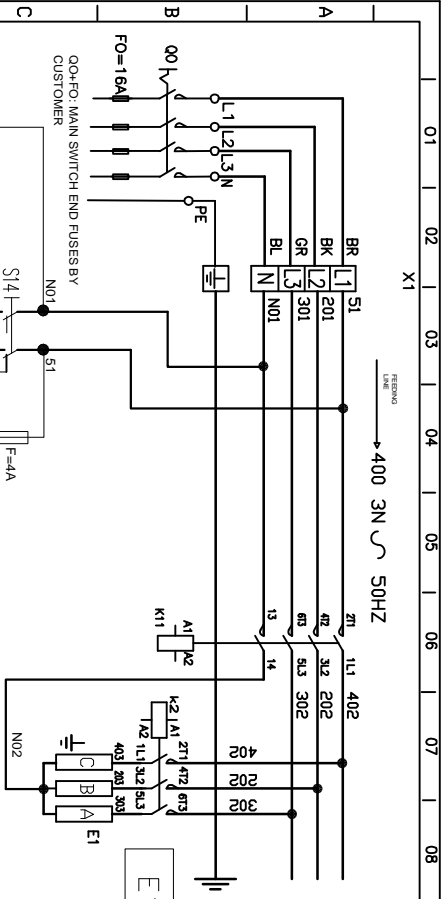 A
B
C
01
02
03
04
05
06
07
08
X1
FEEDING
LINE
400 3N 50HZ
BR
L1
51
BK
L2
201
GR
L3
301
BL
N
N01
L1
L2
L3
N
PE
Q0
FO=16A
QO+FO: MAIN SWITCH END FUSES BY
CUSTOMER
2T1
1L1
402
4T2
3L2
202
6T3
5L3
302
13
14
K11
A1
A2
N01
51
S14
F=4A
k2
A1
A2
2T1
4T2
6T3
402
202
302
1L1
3L2
5L3
403
203
303
C
B
A
E1
N02